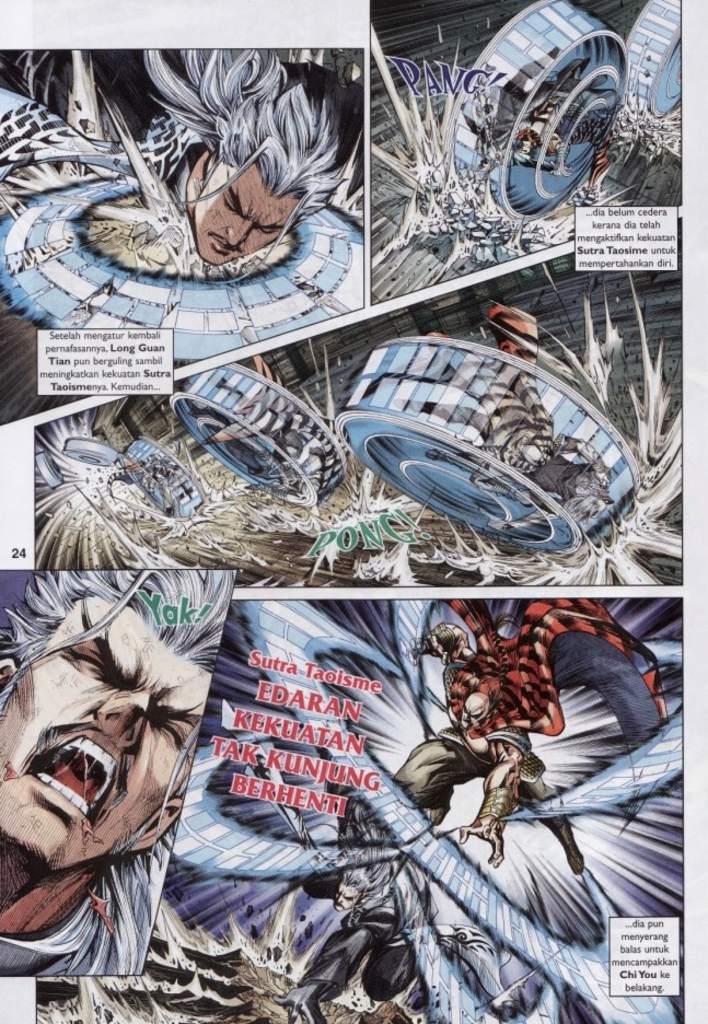 PANG!
...dia belum cedera
kerana dia telah
mengaktifkan kekuatan
Sutra Taosime untuk
mempertahankan diri.
Setelah mengatur kembali
pernafasannya, Long Guan
Tian pun berguling sambil
meningkatkan kekuatan Sutra
Taoismenya. Kemudian...
PONG!
24
Yak!
Sutra Taoisme
EDARAN
KEKUATAN
TAK KUNJUNG
BERHENTI
...dia pun
menyerang
balas untuk
mencampakkan
Chi You ke
belakang.